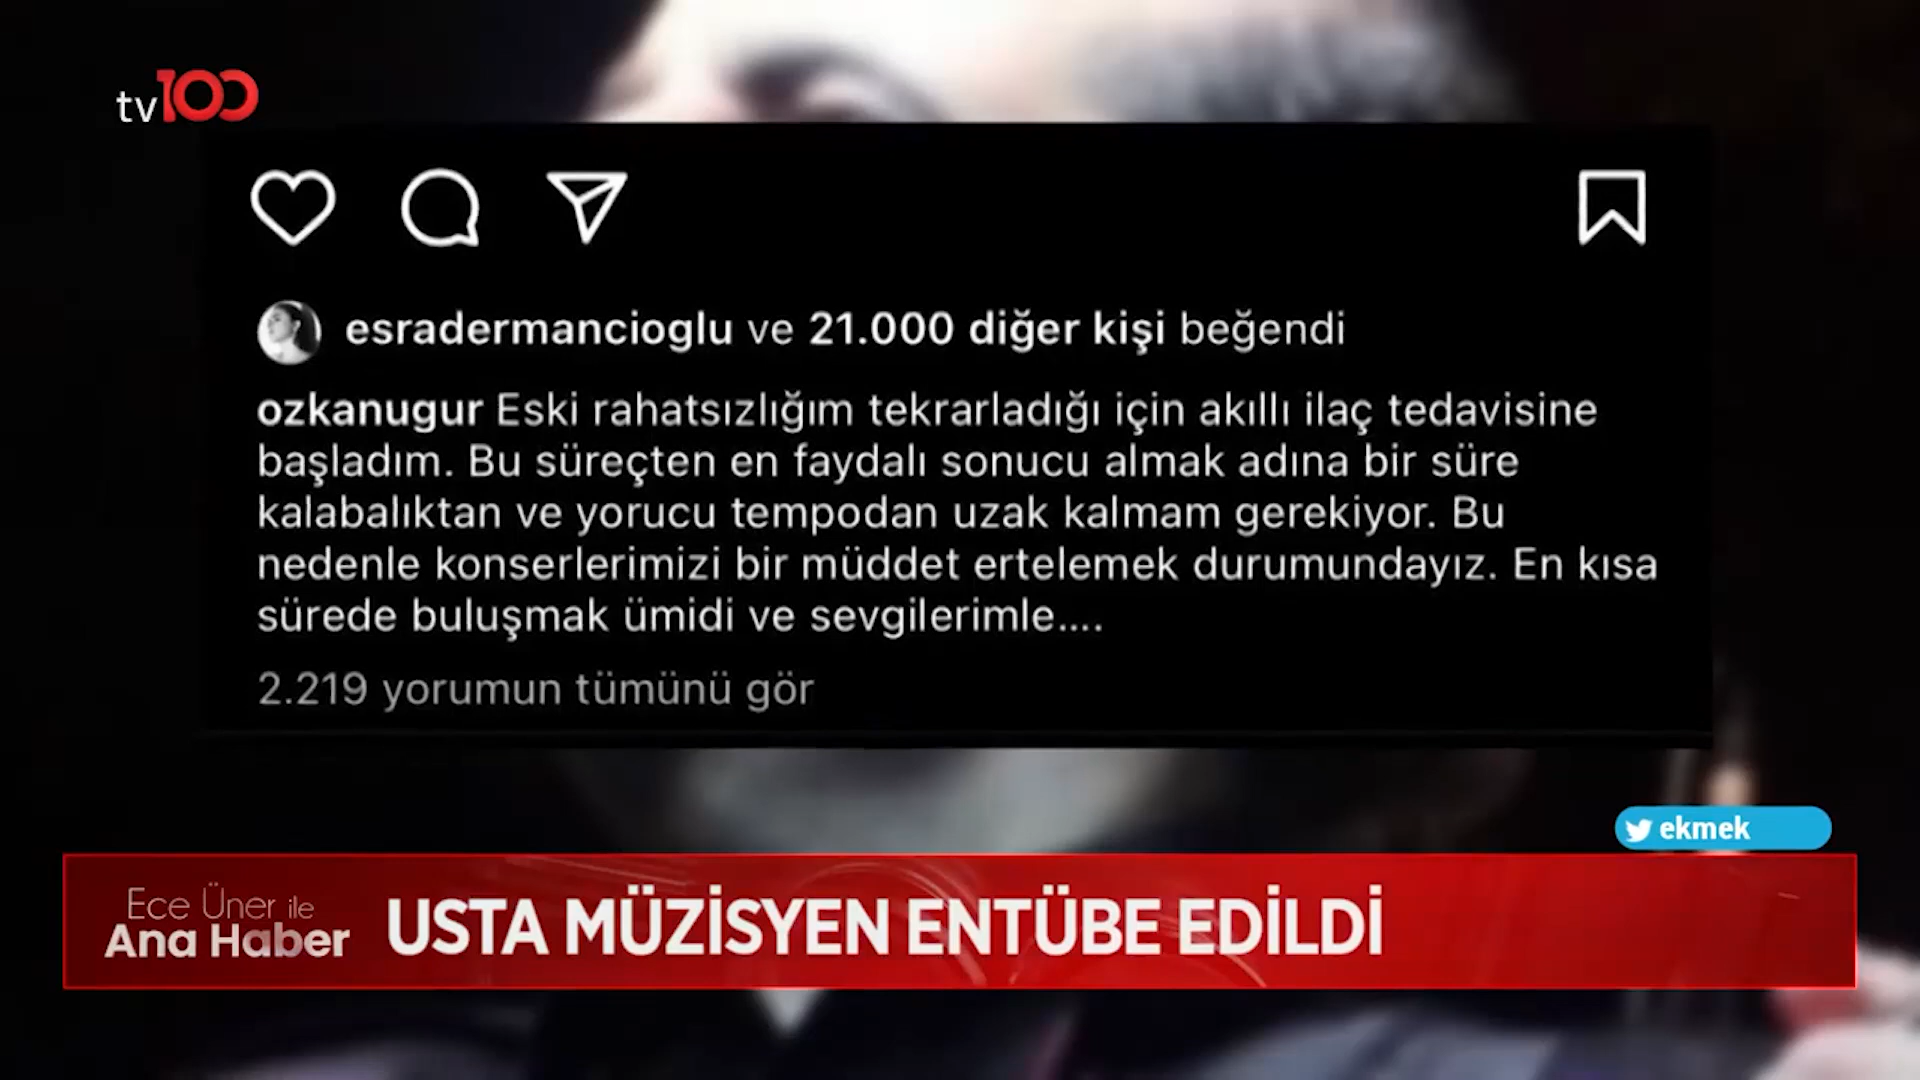 tv100
esradermancioglu ve 21.000 diğer kişi beğendi
ozkanugur Eski rahatsızlığım tekrarladığı için akıllı ilaç tedavisine
başladım. Bu süreçten en faydalı sonucu almak adına bir süre
kalabalıktan ve yorucu tempodan uzak kalmam gerekiyor. Bu
nedenle konserlerimizi bir müddet ertelemek durumundayız. En kısa
sürede buluşmak ümidi ve sevgilerimle....
2.219 yorumun tümünü gör
ekmek
Ece Üner ile
Ana Haber
USTA MÜZİSYEN ENTÜBE EDİLDİ